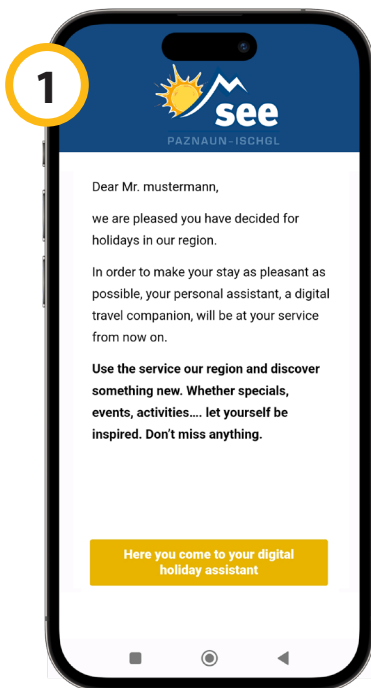 1
see
PAZNAUN-ISCHGL
Dear Mr. mustermann,
we are pleased you have decided for
holidays in our region.
In order to make your stay as pleasant as
possible, your personal assistant, a digital
travel companion, will be at your service
from now on.
Use the service our region and discover
something new. Whether specials,
events, activities…. let yourself be
inspired. Don’t miss anything.
Here you come to your digital
holiday assistant